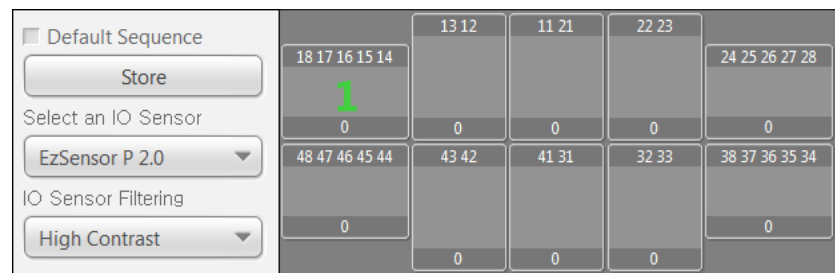 Default Sequence
Store
Select an IO Sensor
EzSensor P 2.0
IO Sensor Filtering
High Contrast
13 12
11 21
22 23
18 17 16 15 14
24 25 26 27 28
1
0
0
0
0
0
48 47 46 45 44
43 42
41 31
32 33
38 37 36 35 34
0
0
0
0
0